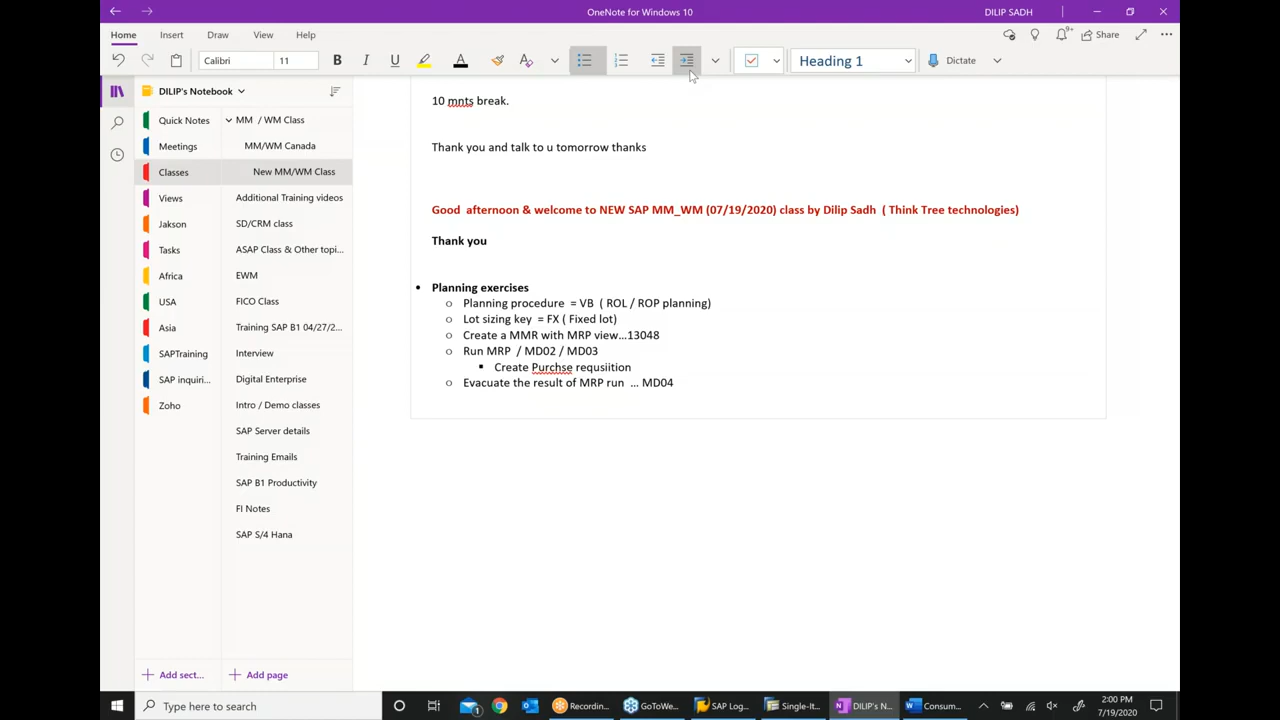 OneNote for Windows 10
DILIP SADH
Home
Insert
Draw
View
Help
9+
Share
Calibri
11
B
I
U
A
Heading 1
Dictate
DILIP's Notebook
Quick Notes
Meetings
Classes
Views
Jakson
Tasks
Africa
USA
Asia
SAPTraining
SAP inquiri...
Zoho
Add sect...
MM / WM Class
MM/WM Canada
New MM/WM Class
Additional Training videos
SD/CRM class
ASAP Class & Other topi...
EWM
FICO Class
Training SAP B1 04/27/2...
Interview
Digital Enterprise
Intro / Demo classes
SAP Server details
Training Emails
SAP B1 Productivity
FI Notes
SAP S/4 Hana
Add page
10 mnts break.
Thank you and talk to u tomorrow thanks
Good afternoon & welcome to NEW SAP MM_WM (07/19/2020) class by Dilip Sadh ( Think Tree technologies)
Thank you
• Planning exercises
o Planning procedure = VB ( ROL / ROP planning)
o Lot sizing key = FX ( Fixed lot)
o Create a MMR with MRP view...13048
o Run MRP / MD02 / MD03
▪ Create Purchse requsiition
o Evacuate the result of MRP run ... MD04
Type here to search
1
Recordin...
GoToWe...
SAP Log...
Single-It...
DILIP's N...
Consum...
2:00 PM
7/19/2020